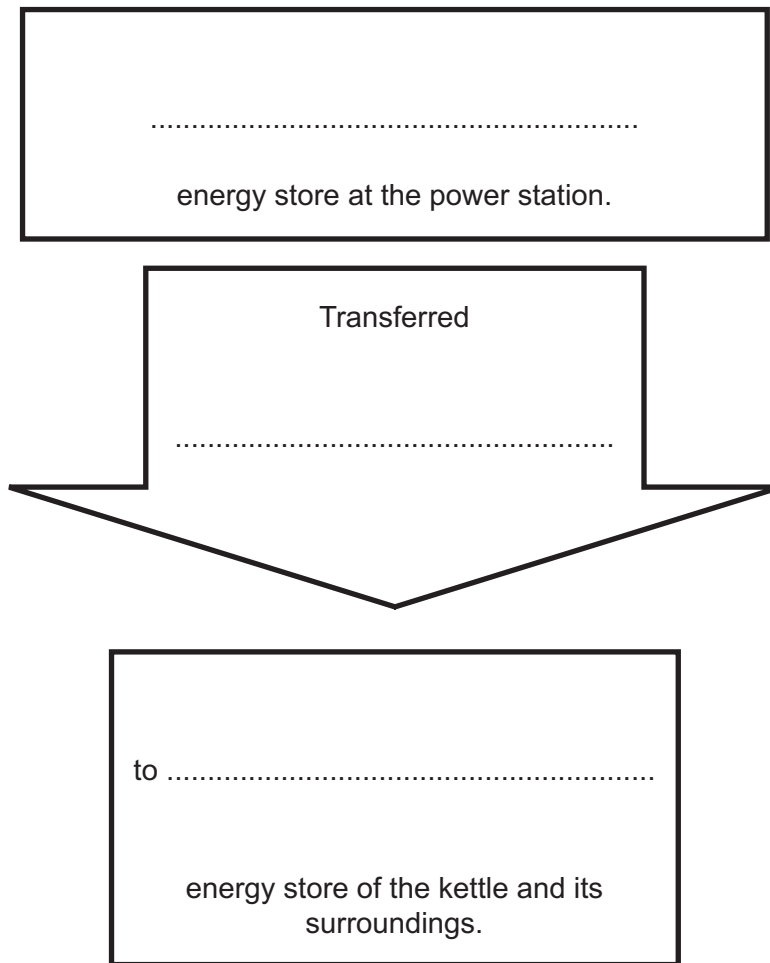 ............................................................
energy store at the power station.
Transferred
......................................................
to ............................................................
energy store of the kettle and its
surroundings.